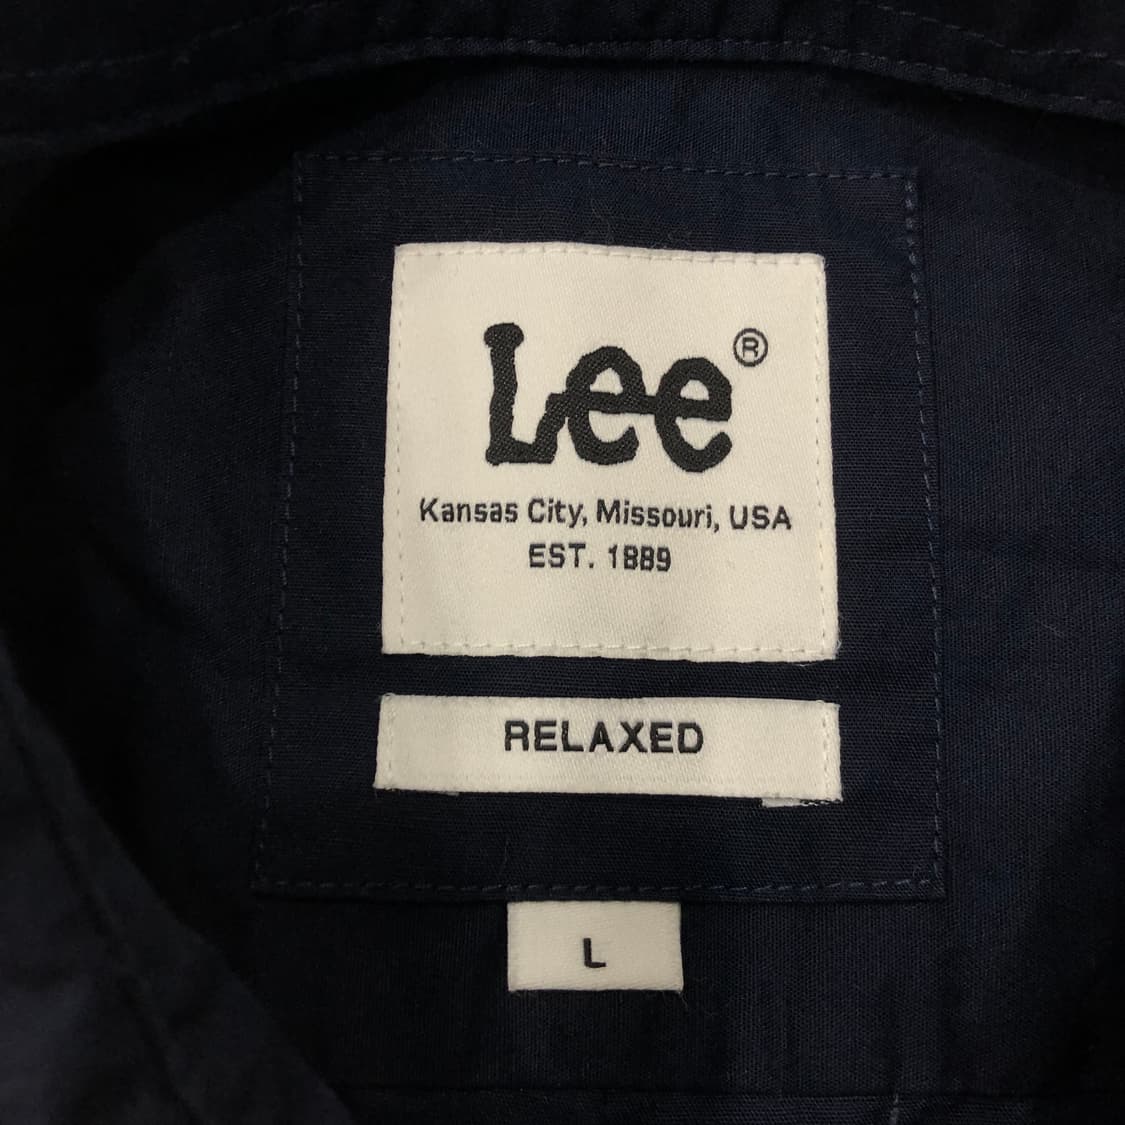 Lee®
Kansas City, Missouri, USA
EST. 1889
RELAXED
L